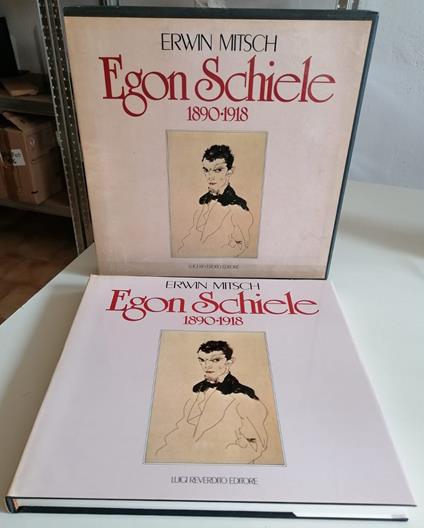 ERWIN MITSCH
Egon Schiele
1890·1918
LUIGI REVERDITO EDITORE
ERWIN MITSCH
Egon Schiele
1890·1918
LUIGI REVERDITO EDITORE